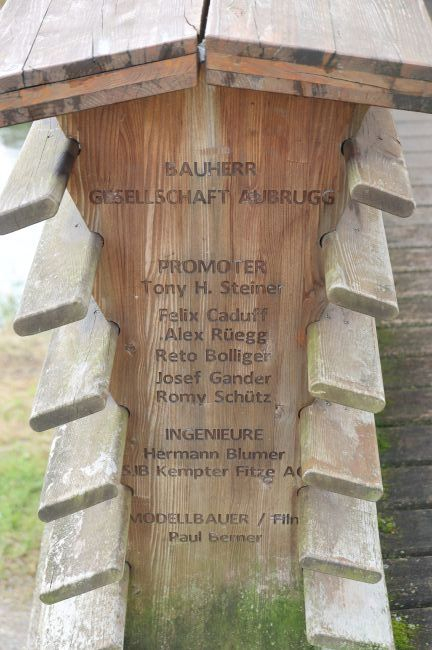 BAUHERR
GESELLSCHAFT AUBRUGG
PROMOTER
Tony H. Steiner
Felix Caduff
Alex Rüegg
Reto Bolliger
Josef Gander
Romy Schütz
INGENIEURE
Hermann Blumer
SJB Kempter Fitze AG
MODELLBAUER / Film
Paul Berner